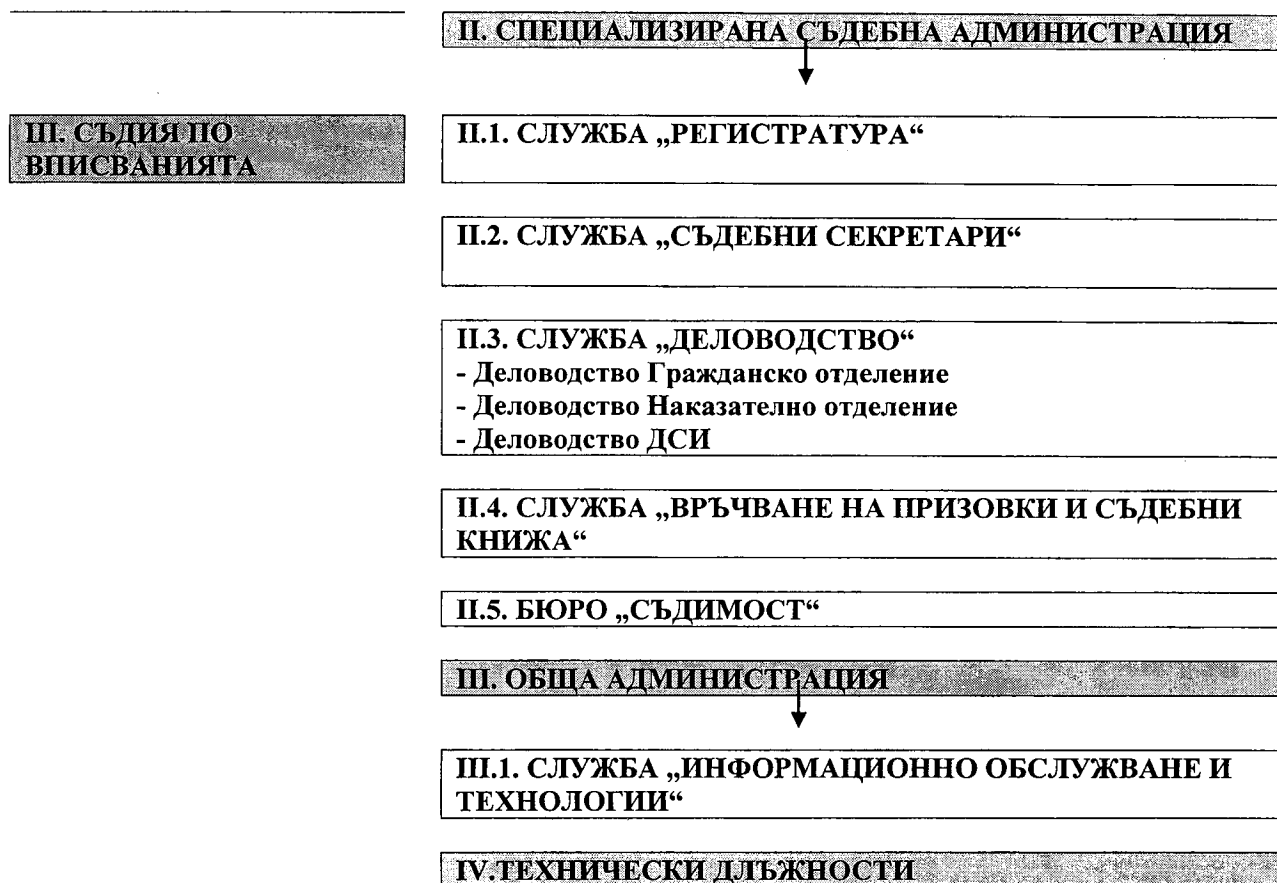 II. СПЕЦИАЛИЗИРАНА СЪДЕБНА АДМИНИСТРАЦИЯ
III. СЪДИЯ ПО
ВПИСВАНИЯТА
II.1. СЛУЖБА „РЕГИСТРАТУРА“
II.2. СЛУЖБА „СЪДЕБНИ СЕКРЕТАРИ“
II.3. СЛУЖБА „ДЕЛОВОДСТВО“
- Деловодство Гражданско отделение
- Деловодство Наказателно отделение
- Деловодство ДСИ
II.4. СЛУЖБА „ВРЪЧВАНЕ НА ПРИЗОВКИ И СЪДЕБНИ
КНИЖА“
II.5. БЮРО „СЪДИМОСТ“
III. ОБЩА АДМИНИСТРАЦИЯ
III.1. СЛУЖБА „ИНФОРМАЦИОННО ОБСЛУЖВАНЕ И
ТЕХНОЛОГИИ“
IV.ТЕХНИЧЕСКИ ДЛЪЖНОСТИ